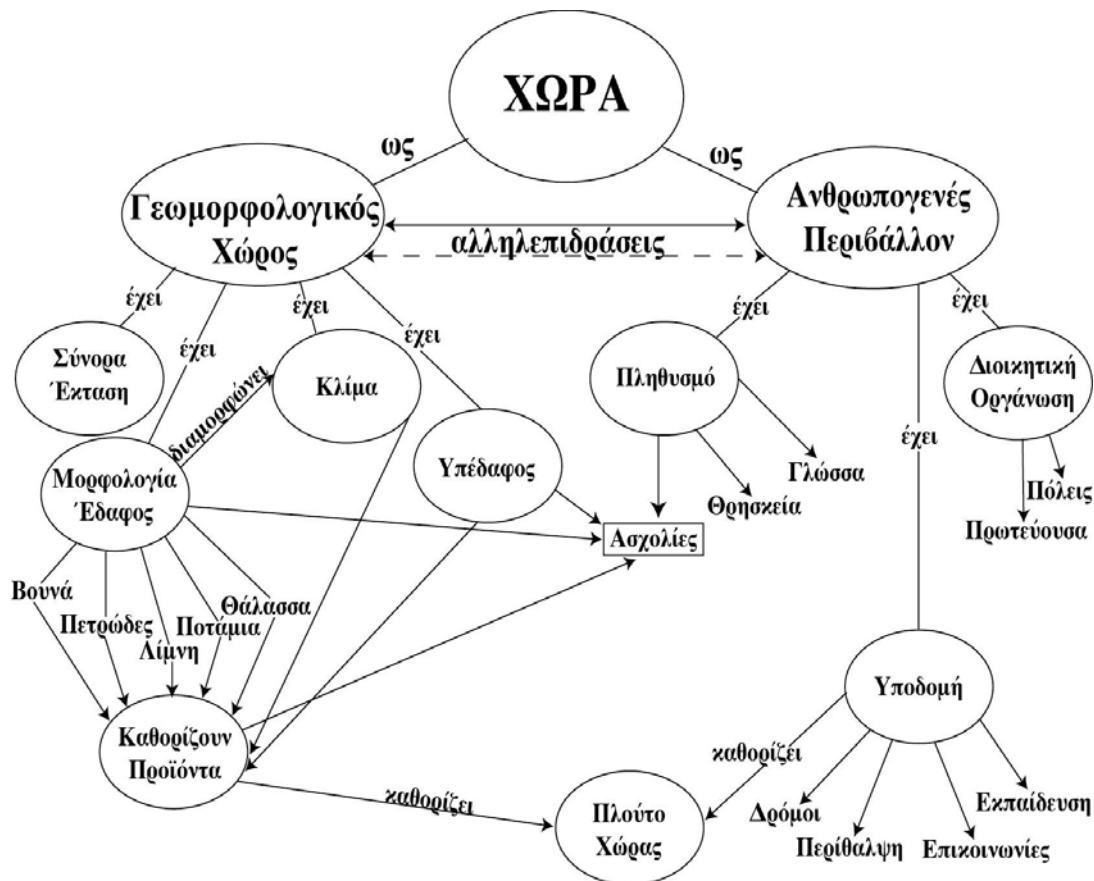 ΧΩΡΑ
ως
ως
Γεωμορφολογικός
Χώρος
Ανθρωπογενές
Περιβάλλον
αλληλεπιδράσεις
έχει
έχει
έχει
έχει
έχει
έχει
έχει
Σύνορα
Έκταση
διαμορφώνει
Κλίμα
Πληθυσμό
Διοικητική
Οργάνωση
Μορφολογία
Έδαφος
Υπέδαφος
Γλώσσα
Θρησκεία
Πόλεις
Πρωτεύουσα
Ασχολίες
Βουνά
Πετρώδες
Λίμνη
Ποτάμια
Θάλασσα
Υποδομή
Καθορίζουν
Προϊόντα
καθορίζει
καθορίζει
Πλούτο
Χώρας
Δρόμοι
Περίθαλψη
Επικοινωνίες
Εκπαίδευση